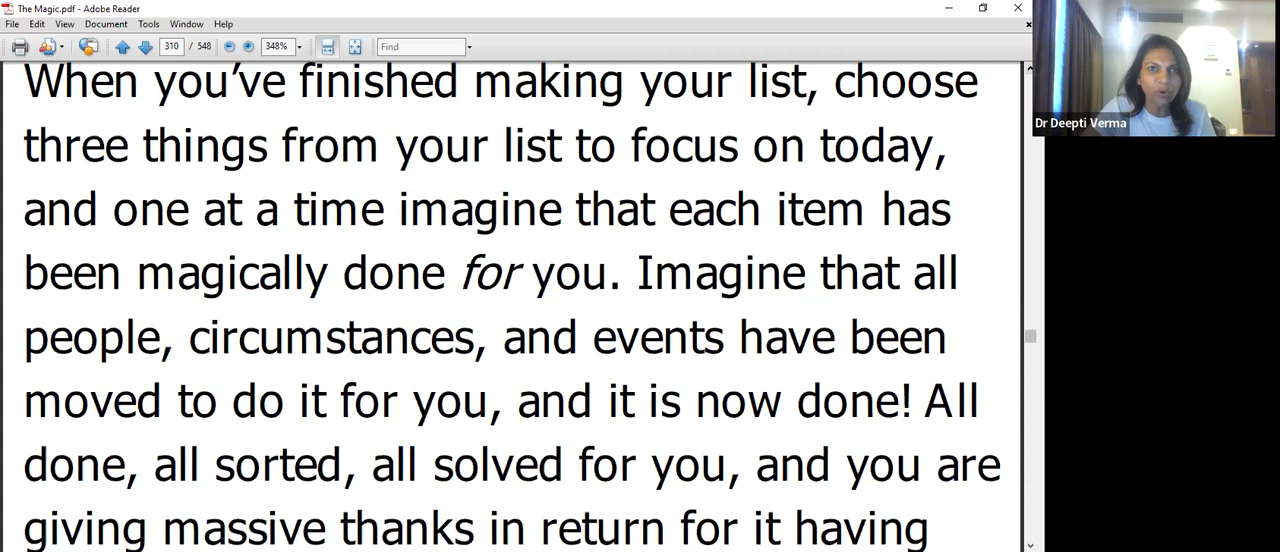 The Magic.pdf - Adobe Reader
File Edit View Document Tools Window Help
310 / 548 348% Find
When you've finished making your list, choose
three things from your list to focus on today,
and one at a time imagine that each item has
been magically done for you. Imagine that all
people, circumstances, and events have been
moved to do it for you, and it is now done! All
done, all sorted, all solved for you, and you are
giving massive thanks in return for it having
Dr Deepti Verma